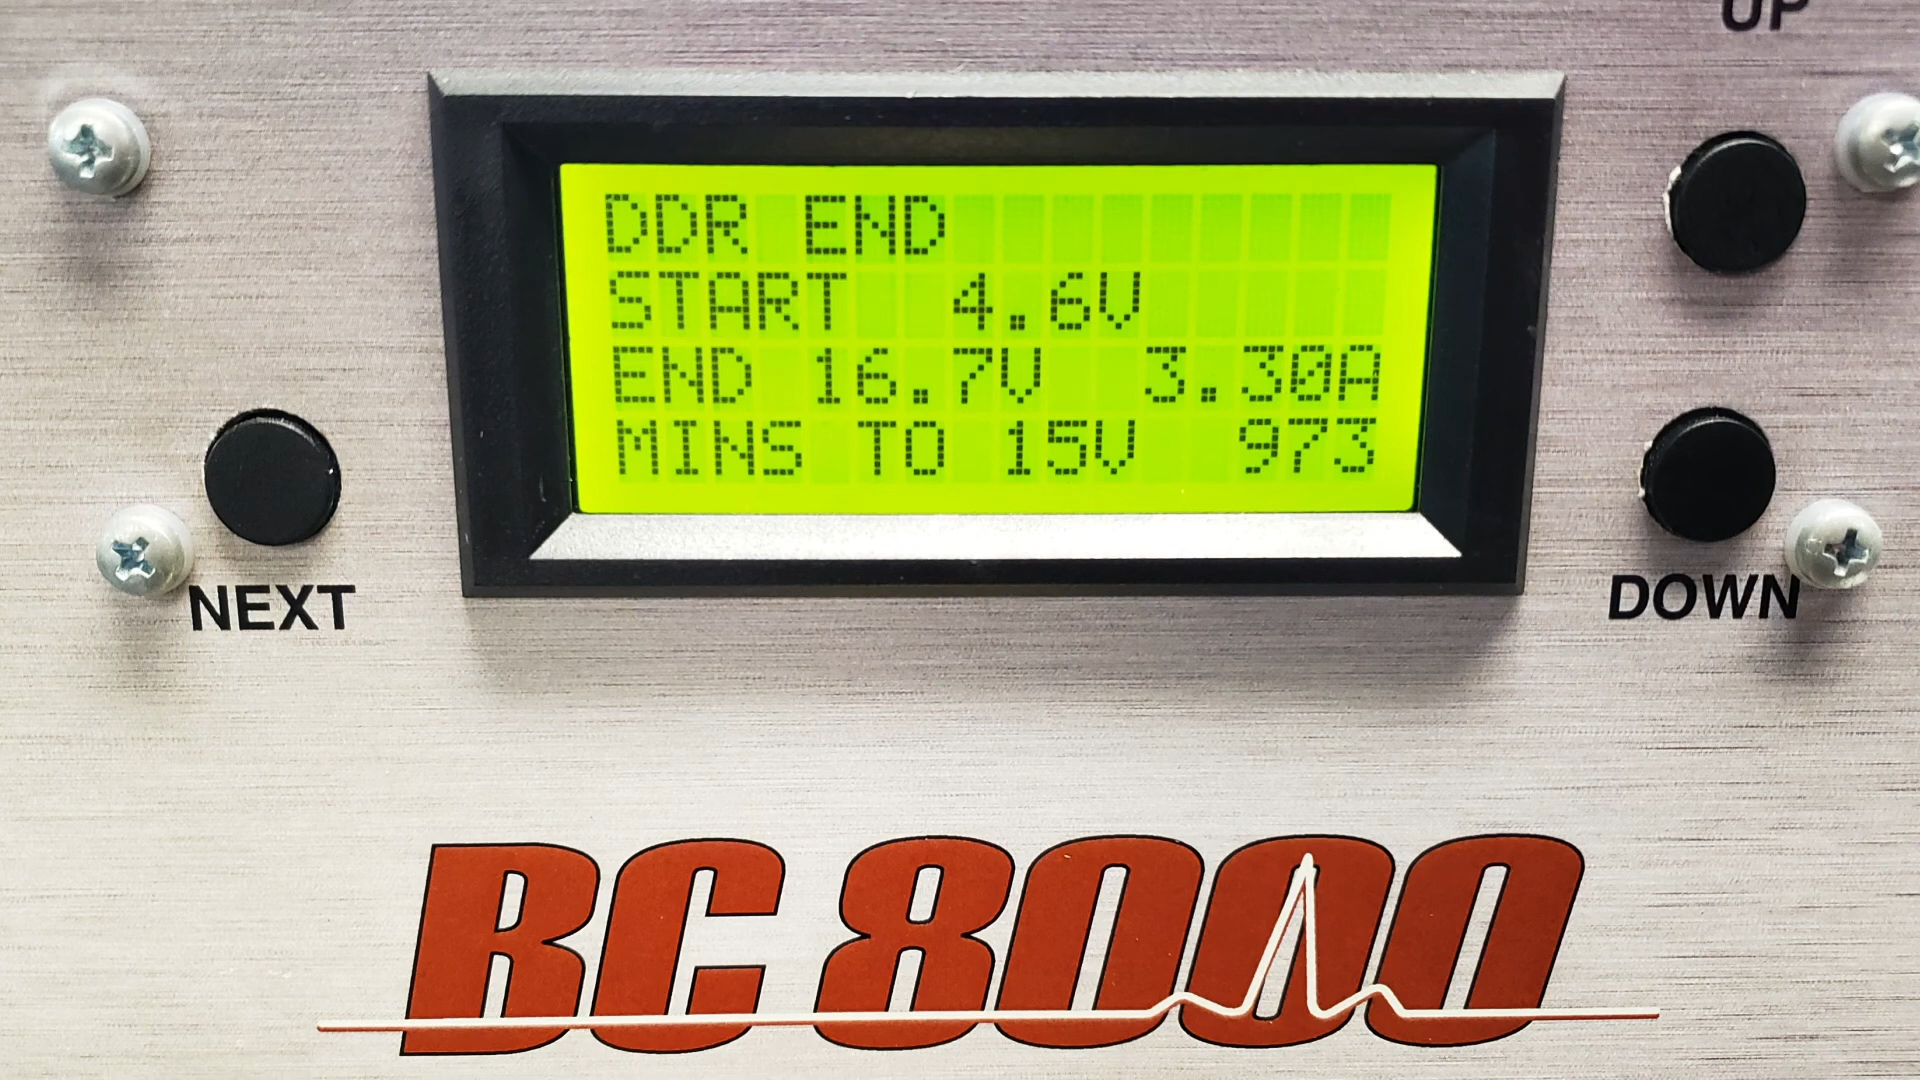 UP
DDR END
START 4.6V
END 16.7V 3.30A
MINS TO 15V 973
NEXT
DOWN
BC 8000